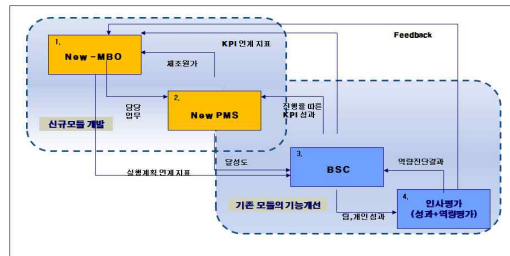 Feedback
KPI 연계 지표
1.
New -MBO
제조원가
담당
업무
2.
New PMS
진행율 따른
KPI 성과
신규모듈 개발
달성도
3.
BSC
실행계획,연계 지표
역량진단결과
4.
인사평가
(성과+역량평가)
기존 모듈의 기능개선
팀,개인 성과